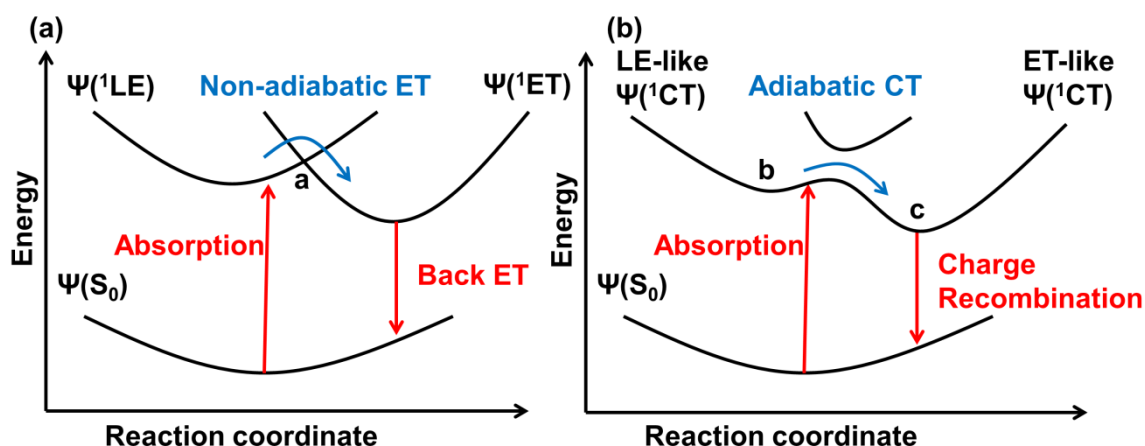 (a)
Ψ(¹LE)
Non-adiabatic ET
Ψ(¹ET)
a
Absorption
Back ET
Ψ(S₀)
Energy
Reaction coordinate
(b)
LE-like
Ψ(¹CT)
Adiabatic CT
ET-like
Ψ(¹CT)
b
c
Absorption
Charge
Recombination
Ψ(S₀)
Energy
Reaction coordinate